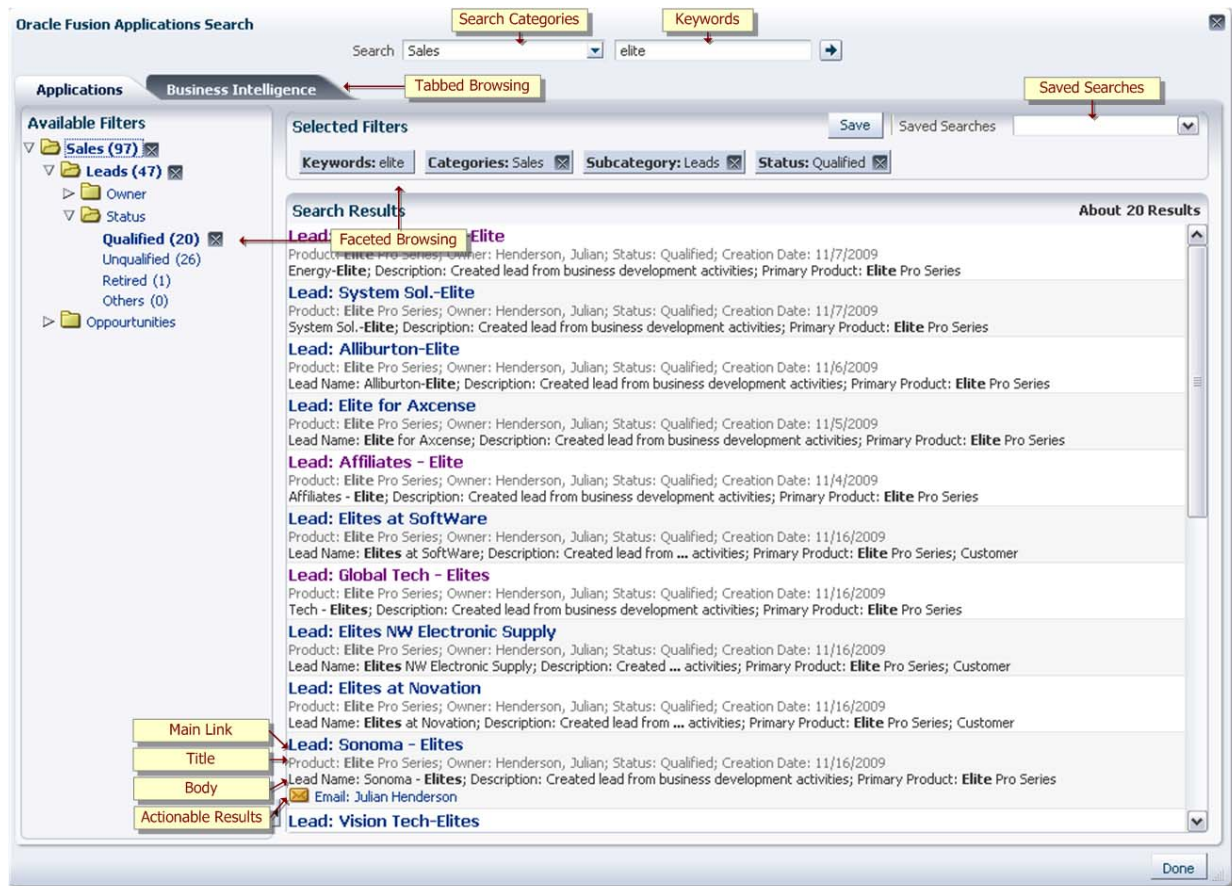 Oracle Fusion Applications Search
Search Categories
Keywords
Search Sales elite
Applications
Business Intelligence
Tabbed Browsing
Saved Searches
Available Filters
Sales (97)
Leads (47)
Owner
Status
Qualified (20)
Unqualified (26)
Retired (1)
Others (0)
Oppourtunities
Selected Filters
Save
Saved Searches
Keywords: elite
Categories: Sales
Subcategory: Leads
Status: Qualified
Search Results
About 20 Results
Faceted Browsing
Lead: -Elite
Product: Elite Pro Series; Owner: Henderson, Julian; Status: Qualified; Creation Date: 11/7/2009
Energy-Elite; Description: Created lead from business development activities; Primary Product: Elite Pro Series
Lead: System Sol.-Elite
Product: Elite Pro Series; Owner: Henderson, Julian; Status: Qualified; Creation Date: 11/7/2009
System Sol.-Elite; Description: Created lead from business development activities; Primary Product: Elite Pro Series
Lead: Alliburton-Elite
Product: Elite Pro Series; Owner: Henderson, Julian; Status: Qualified; Creation Date: 11/6/2009
Lead Name: Alliburton-Elite; Description: Created lead from business development activities; Primary Product: Elite Pro Series
Lead: Elite for Axcense
Product: Elite Pro Series; Owner: Henderson, Julian; Status: Qualified; Creation Date: 11/5/2009
Lead Name: Elite for Axcense; Description: Created lead from business development activities; Primary Product: Elite Pro Series
Lead: Affiliates - Elite
Product: Elite Pro Series; Owner: Henderson, Julian; Status: Qualified; Creation Date: 11/4/2009
Affiliates - Elite; Description: Created lead from business development activities; Primary Product: Elite Pro Series
Lead: Elites at SoftWare
Product: Elite Pro Series; Owner: Henderson, Julian; Status: Qualified; Creation Date: 11/16/2009
Lead Name: Elites at SoftWare; Description: Created lead from ... activities; Primary Product: Elite Pro Series; Customer
Lead: Global Tech - Elites
Product: Elite Pro Series; Owner: Henderson, Julian; Status: Qualified; Creation Date: 11/16/2009
Tech - Elites; Description: Created lead from business development activities; Primary Product: Elite Pro Series
Lead: Elites NW Electronic Supply
Product: Elite Pro Series; Owner: Henderson, Julian; Status: Qualified; Creation Date: 11/16/2009
Lead Name: Elites NW Electronic Supply; Description: Created ... activities; Primary Product: Elite Pro Series; Customer
Lead: Elites at Novation
Product: Elite Pro Series; Owner: Henderson, Julian; Status: Qualified; Creation Date: 11/16/2009
Lead Name: Elites at Novation; Description: Created lead from ... activities; Primary Product: Elite Pro Series; Customer
Main Link
Lead: Sonoma - Elites
Title
Product: Elite Pro Series; Owner: Henderson, Julian; Status: Qualified; Creation Date: 11/16/2009
Body
Lead Name: Sonoma - Elites; Description: Created lead from business development activities; Primary Product: Elite Pro Series
Actionable Results
Email: Julian Henderson
Lead: Vision Tech-Elites
Done